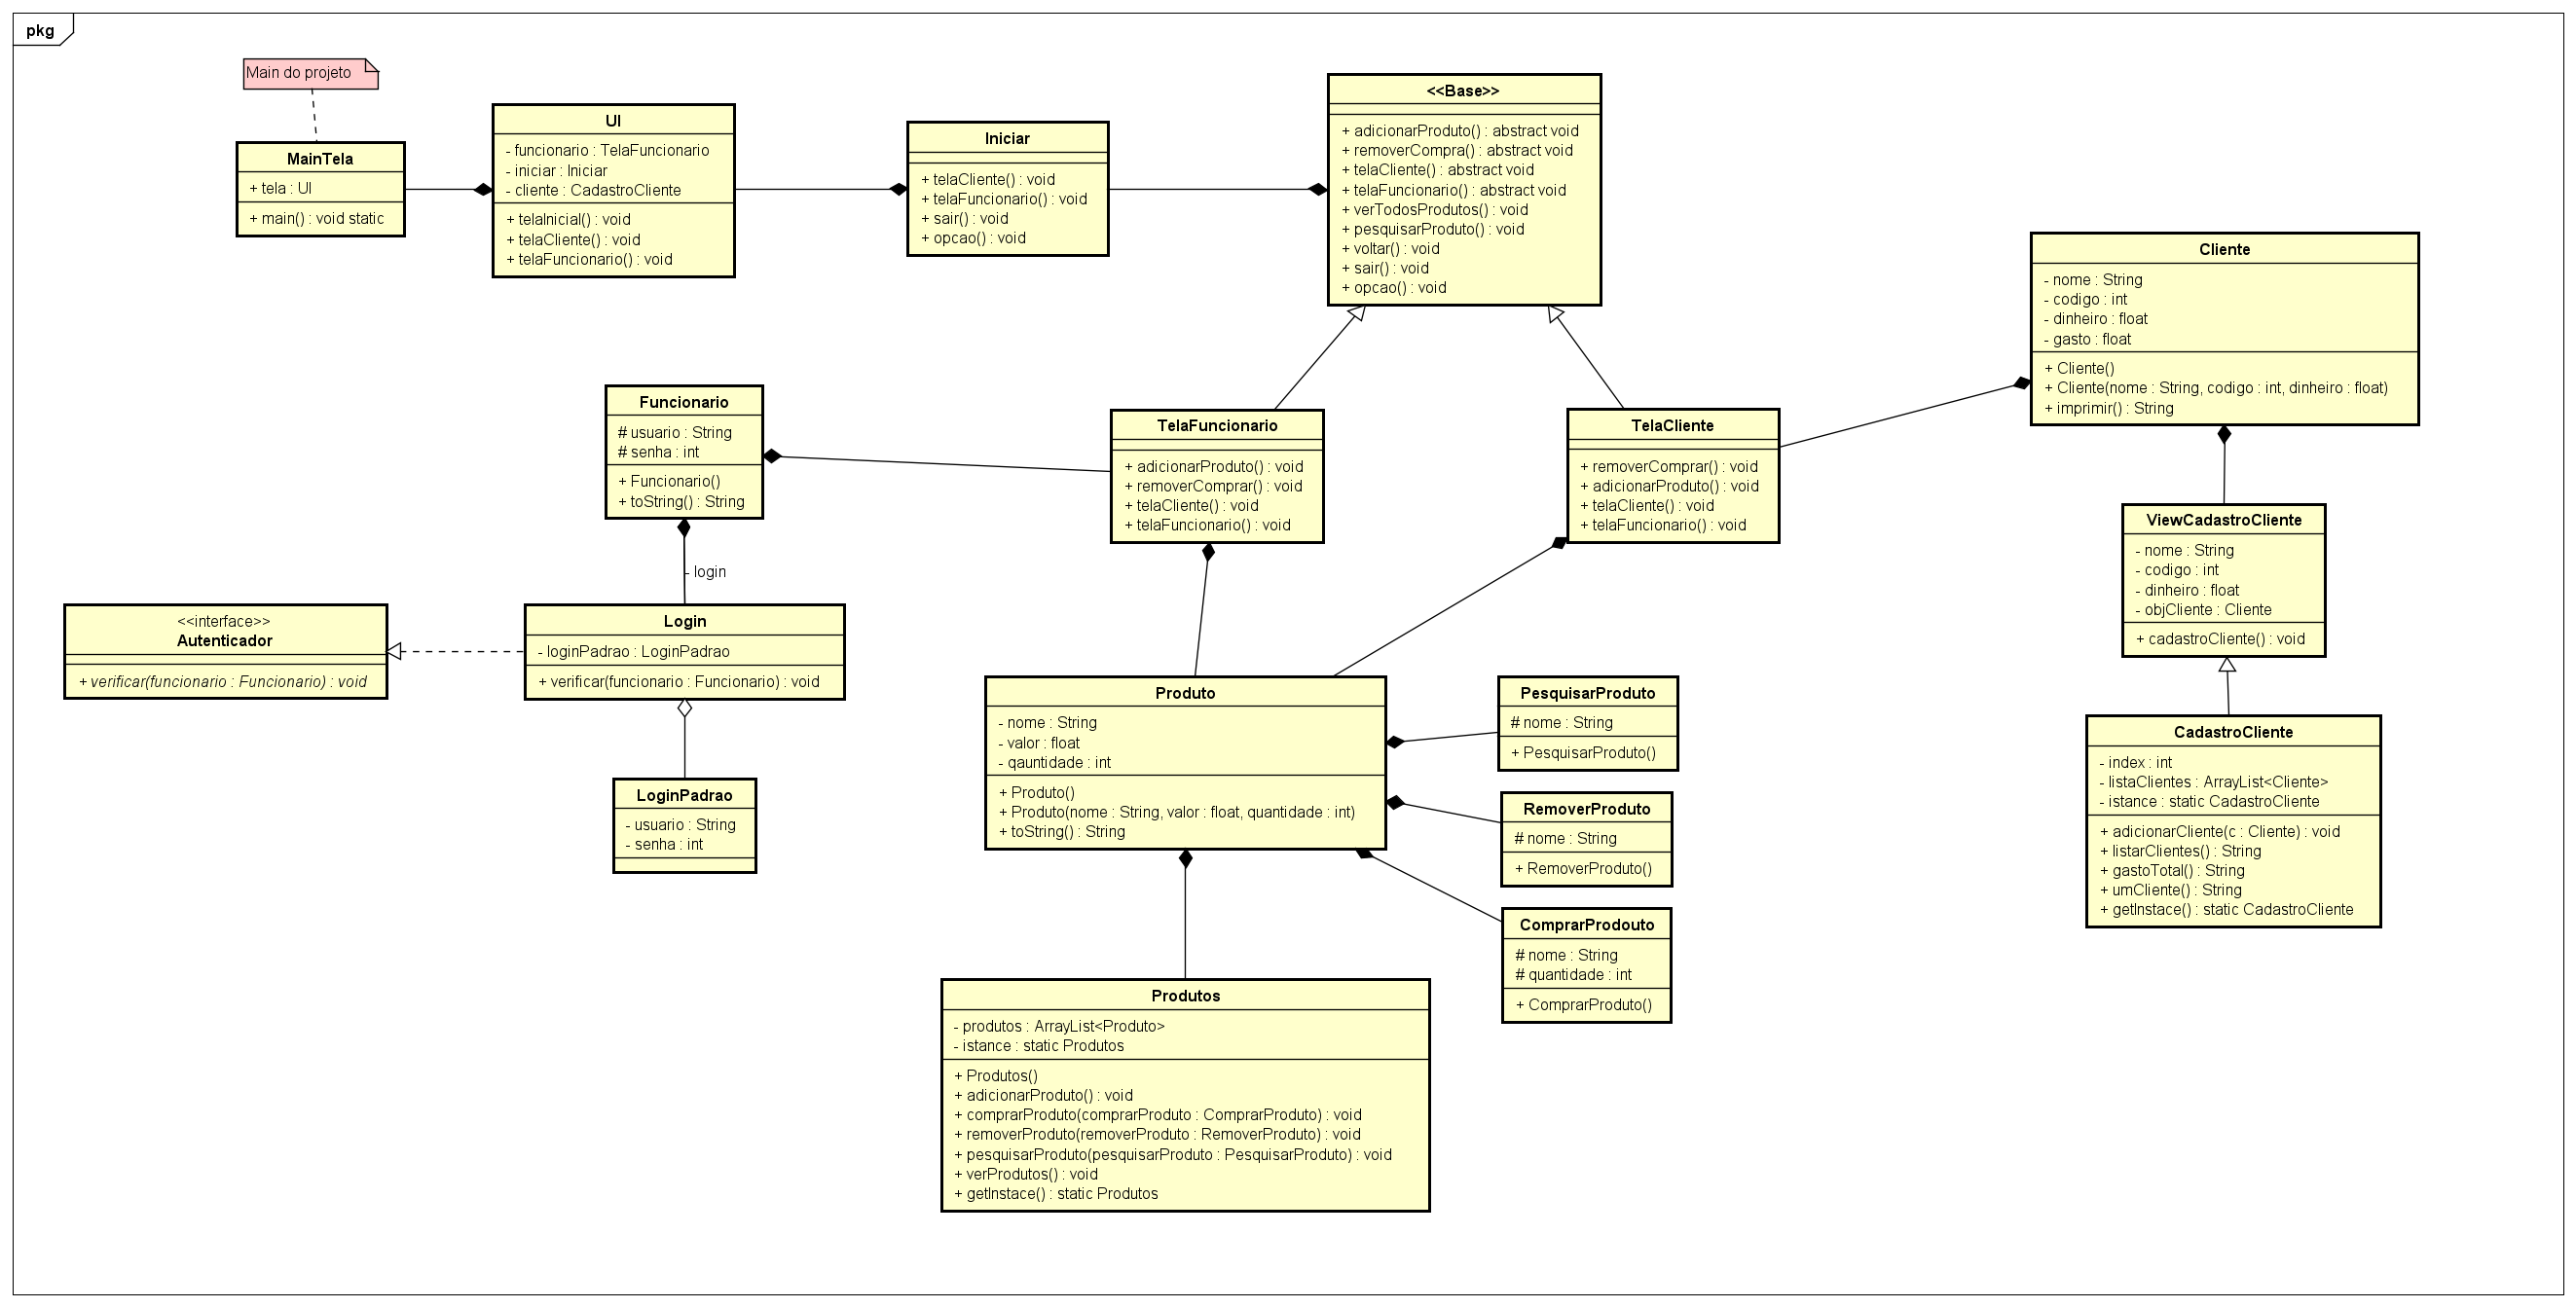 pkg
Main do projeto
MainTela
+ tela : UI
+ main() : void static
UI
- funcionario : TelaFuncionario
- iniciar : Iniciar
- cliente : CadastroCliente
+ telaInicial() : void
+ telaCliente() : void
+ telaFuncionario() : void
Iniciar
+ telaCliente() : void
+ telaFuncionario() : void
+ sair() : void
+ opcao() : void
<<Base>>
+ adicionarProduto() : abstract void
+ removerCompra() : abstract void
+ telaCliente() : abstract void
+ telaFuncionario() : abstract void
+ verTodosProdutos() : void
+ pesquisarProduto() : void
+ voltar() : void
+ sair() : void
+ opcao() : void
Cliente
- nome : String
- codigo : int
- dinheiro : float
- gasto : float
+ Cliente()
+ Cliente(nome : String, codigo : int, dinheiro : float)
+ imprimir() : String
Funcionario
# usuario : String
# senha : int
+ Funcionario()
+ toString() : String
TelaFuncionario
+ adicionarProduto() : void
+ removerComprar() : void
+ telaCliente() : void
+ telaFuncionario() : void
TelaCliente
+ removerComprar() : void
+ adicionarProduto() : void
+ telaCliente() : void
+ telaFuncionario() : void
ViewCadastroCliente
- nome : String
- codigo : int
- dinheiro : float
- objCliente : Cliente
+ cadastroCliente() : void
- login
<<interface>>
Autenticador
+ verificar(funcionario : Funcionario) : void
Login
- loginPadrao : LoginPadrao
+ verificar(funcionario : Funcionario) : void
LoginPadrao
- usuario : String
- senha : int
Produto
- nome : String
- valor : float
- qauntidade : int
+ Produto()
+ Produto(nome : String, valor : float, quantidade : int)
+ toString() : String
PesquisarProduto
# nome : String
+ PesquisarProduto()
RemoverProduto
# nome : String
+ RemoverProduto()
ComprarProdouto
# nome : String
# quantidade : int
+ ComprarProduto()
CadastroCliente
- index : int
- listaClientes : ArrayList<Cliente>
- istance : static CadastroCliente
+ adicionarCliente(c : Cliente) : void
+ listarClientes() : String
+ gastoTotal() : String
+ umCliente() : String
+ getInstace() : static CadastroCliente
Produtos
- produtos : ArrayList<Produto>
- istance : static Produtos
+ Produtos()
+ adicionarProduto() : void
+ comprarProduto(comprarProduto : ComprarProduto) : void
+ removerProduto(removerProduto : RemoverProduto) : void
+ pesquisarProduto(pesquisarProduto : PesquisarProduto) : void
+ verProdutos() : void
+ getInstace() : static Produtos